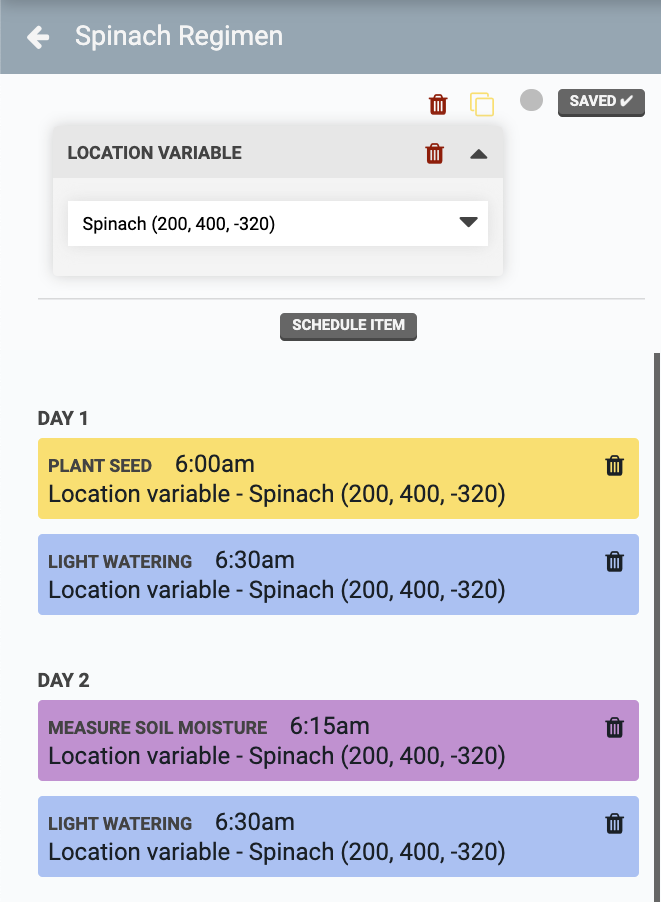 Spinach Regimen
SAVED ✔
LOCATION VARIABLE
Spinach (200, 400, -320)
SCHEDULE ITEM
DAY 1
PLANT SEED 6:00am
Location variable - Spinach (200, 400, -320)
LIGHT WATERING 6:30am
Location variable - Spinach (200, 400, -320)
DAY 2
MEASURE SOIL MOISTURE 6:15am
Location variable - Spinach (200, 400, -320)
LIGHT WATERING 6:30am
Location variable - Spinach (200, 400, -320)